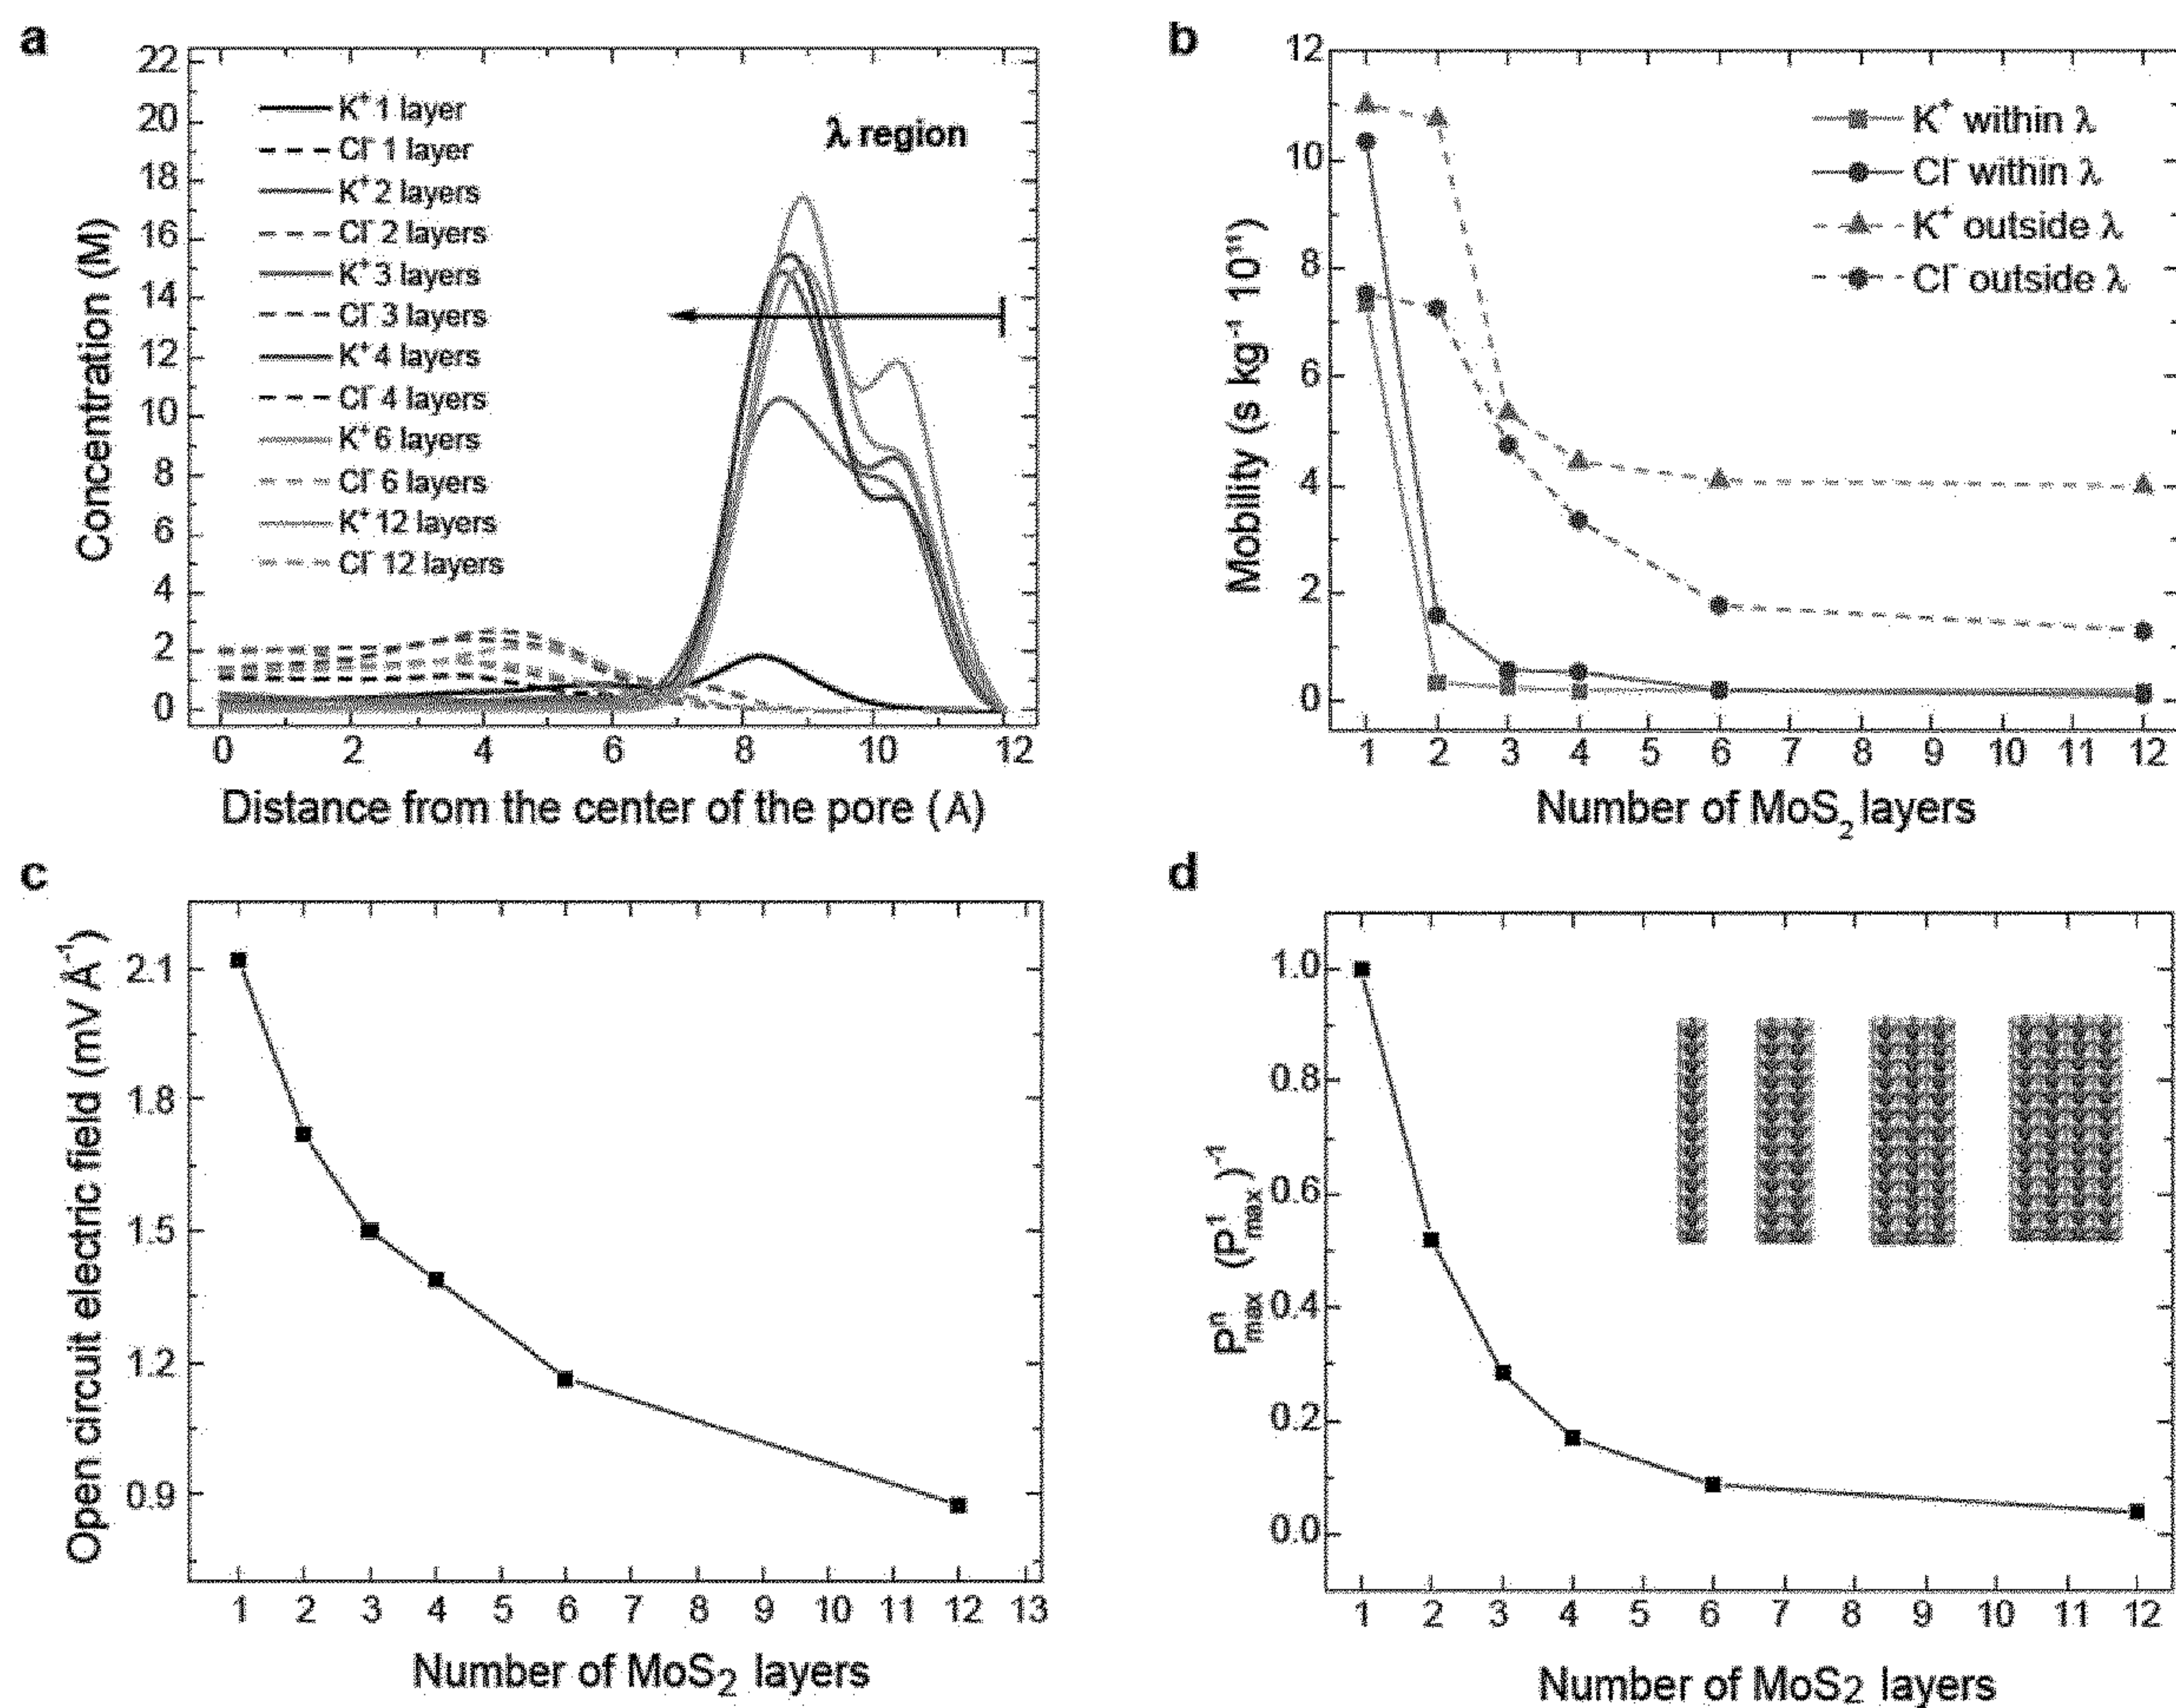 a
22
20
18
16
14
12
10
8
6
4
2
0
Concentration (M)
K⁺ 1 layer
Cl⁻ 1 layer
K⁺ 2 layers
Cl⁻ 2 layers
K⁺ 3 layers
Cl⁻ 3 layers
K⁺ 4 layers
Cl⁻ 4 layers
K⁺ 6 layers
Cl⁻ 6 layers
K⁺ 12 layers
Cl⁻ 12 layers
λ region
0 2 4 6 8 10 12
Distance from the center of the pore (Å)
b
12
10
8
6
4
2
0
Mobility (s kg⁻¹ 10¹¹)
K⁺ within λ
Cl⁻ within λ
K⁺ outside λ
Cl⁻ outside λ
1 2 3 4 5 6 7 8 9 10 11 12
Number of MoS₂ layers
c
2.1
1.8
1.5
1.2
0.9
Open circuit electric field (mV Å⁻¹)
1 2 3 4 5 6 7 8 9 10 11 12 13
Number of MoS₂ layers
d
1.0
0.8
0.6
0.4
0.2
0.0
Pⁿmax (P¹max)⁻¹
1 2 3 4 5 6 7 8 9 10 11 12
Number of MoS₂ layers